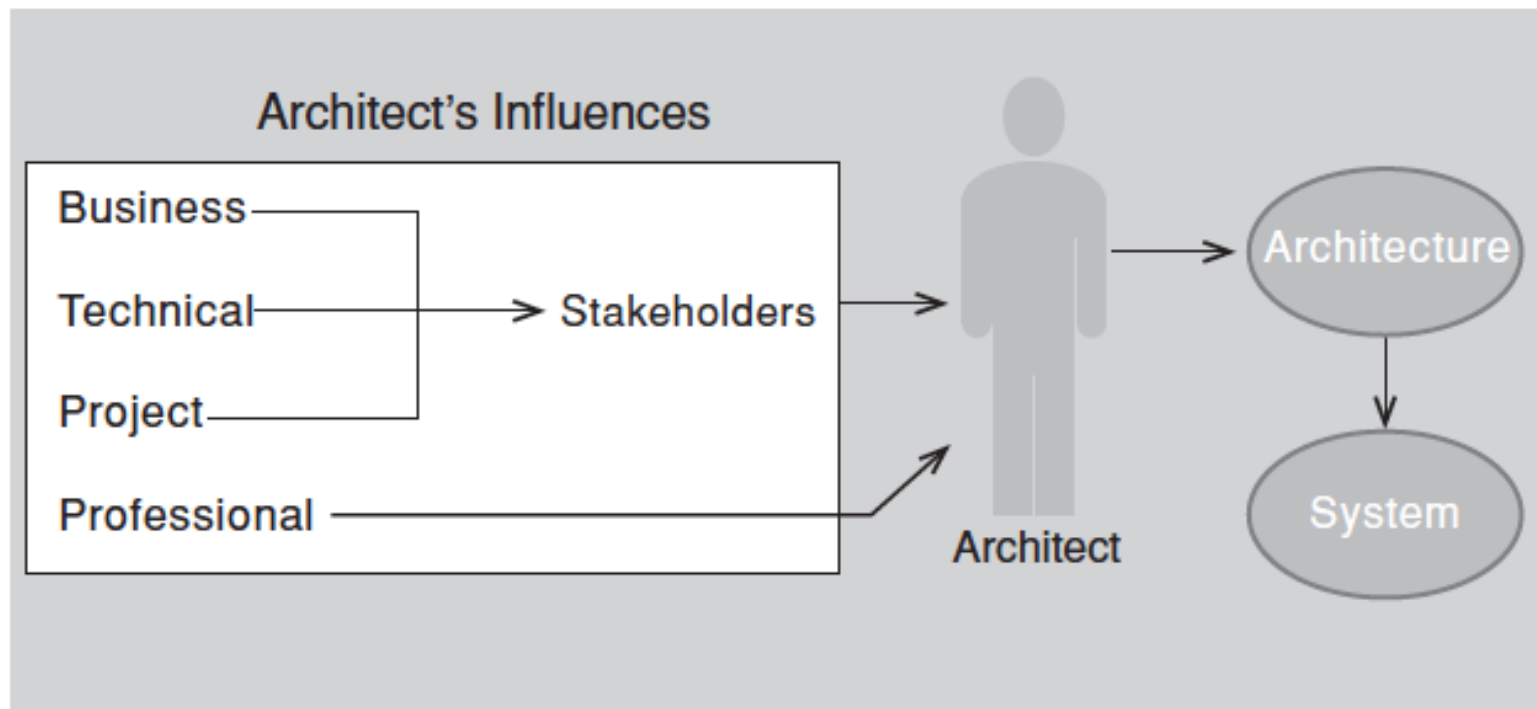 Architect’s Influences
Business
Technical
Stakeholders
Project
Professional
Architect
Architecture
System